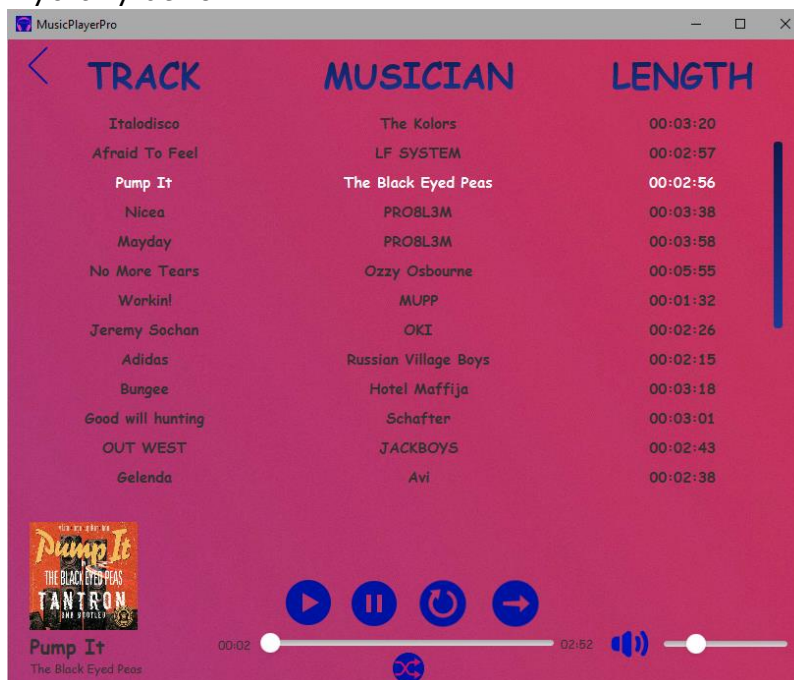 MusicPlayerPro
TRACK MUSICIAN LENGTH
Italodisco The Kolors 00:03:20
Afraid To Feel LF SYSTEM 00:02:57
Pump It The Black Eyed Peas 00:02:56
Nicea PRO8L3M 00:03:38
Mayday PRO8L3M 00:03:58
No More Tears Ozzy Osbourne 00:05:55
Workin! MUPP 00:01:32
Jeremy Sochan OKI 00:02:26
Adidas Russian Village Boys 00:02:15
Bungee Hotel Maffija 00:03:18
Good will hunting Schafter 00:03:01
OUT WEST JACKBOYS 00:02:43
Gelenda Avi 00:02:38
Pump It
THE BLACK EYED PEAS
TANTRON
DNB BOOTLEG
Pump It
The Black Eyed Peas
00:02 02:52